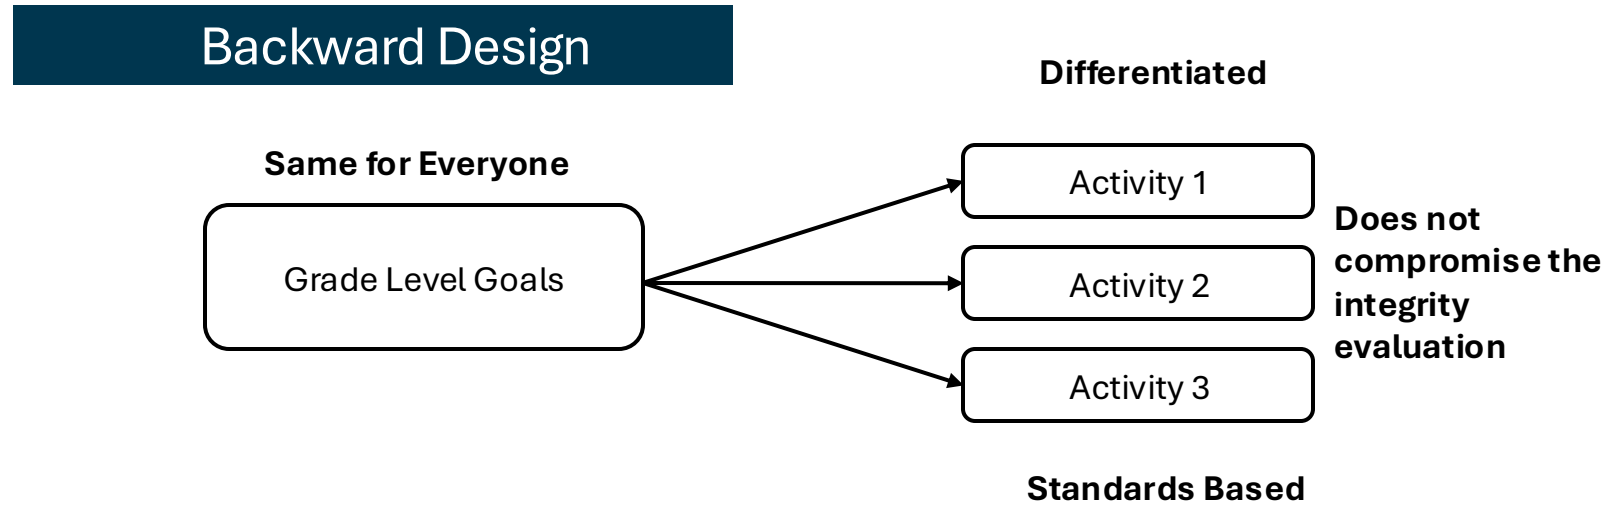 Backward Design
Differentiated
Same for Everyone
Grade Level Goals
Activity 1
Activity 2
Activity 3
Does not
compromise the
integrity
evaluation
Standards Based